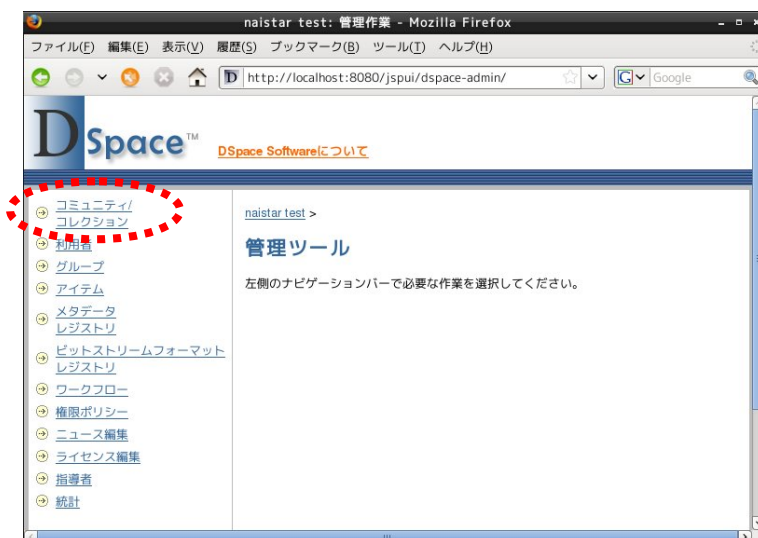 naistar test: 管理作業 - Mozilla Firefox
ファイル(F) 編集(E) 表示(V) 履歴(S) ブックマーク(B) ツール(T) ヘルプ(H)
http://localhost:8080/jspui/dspace-admin/
G Google
DSpace™
DSpace Softwareについて
コミュニティ/
コレクション
利用者
グループ
アイテム
メタデータ
レジストリ
ビットストリームフォーマット
レジストリ
ワークフロー
権限ポリシー
ニュース編集
ライセンス編集
指導者
統計
naistar test >
管理ツール
左側のナビゲーションバーで必要な作業を選択してください。